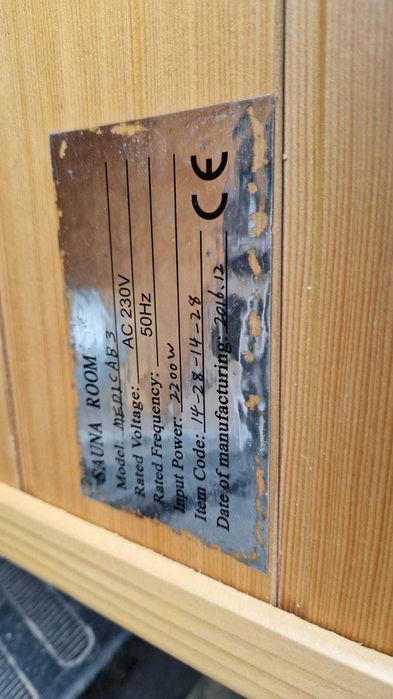 SAUNA ROOM
Model: MEDICAB 3
Rated Voltage: AC 230V
Rated Frequency: 50Hz
Input Power: 2200W
Item Code: 14-28-14-28
Date of manufacturing: 2016.12
CE